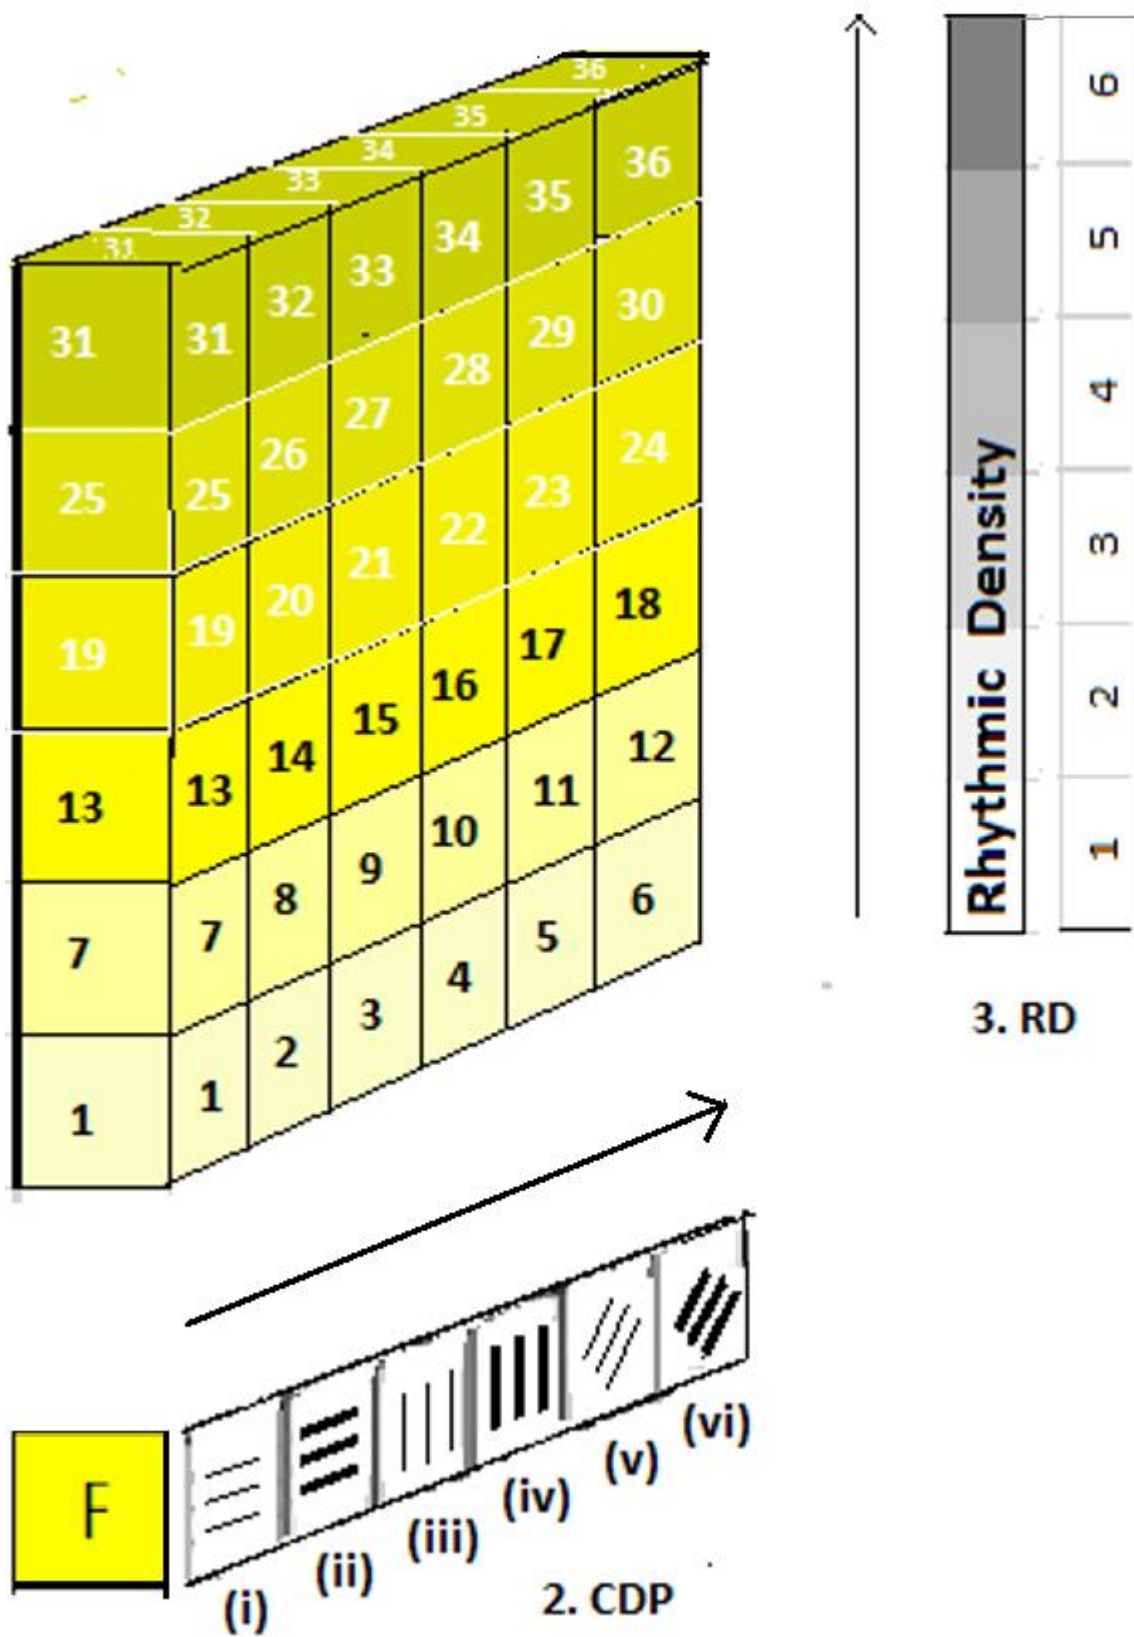 36
35
34
33
32
31
31 31 32 33 34 35 36
25 25 26 27 28 29 30
19 19 20 21 22 23 24
13 13 14 15 16 17 18
7 7 8 9 10 11 12
1 1 2 3 4 5 6
Rhythmic Density
6
5
4
3
2
1
3. RD
F
(i)
(ii)
(iii)
(iv)
(v)
(vi)
2. CDP